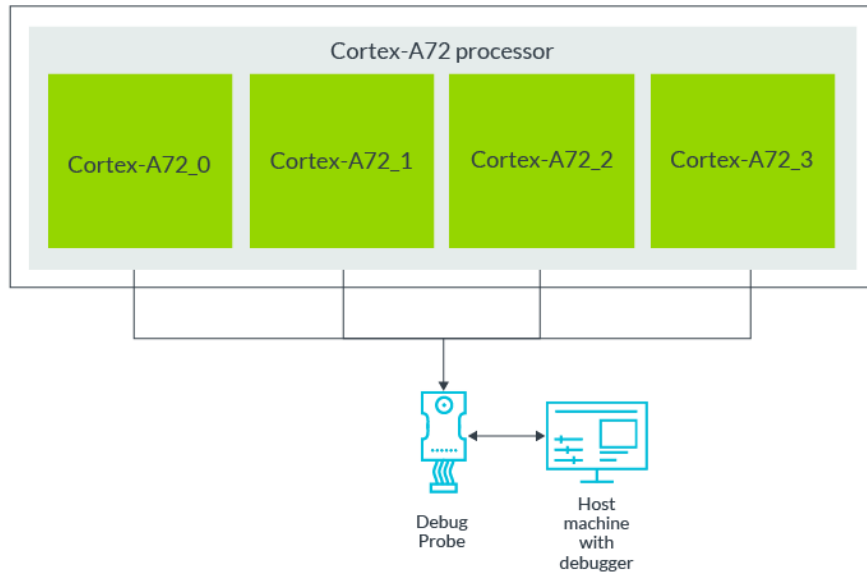 Cortex-A72 processor
Cortex-A72_0
Cortex-A72_1
Cortex-A72_2
Cortex-A72_3
Debug
Probe
Host
machine
with
debugger